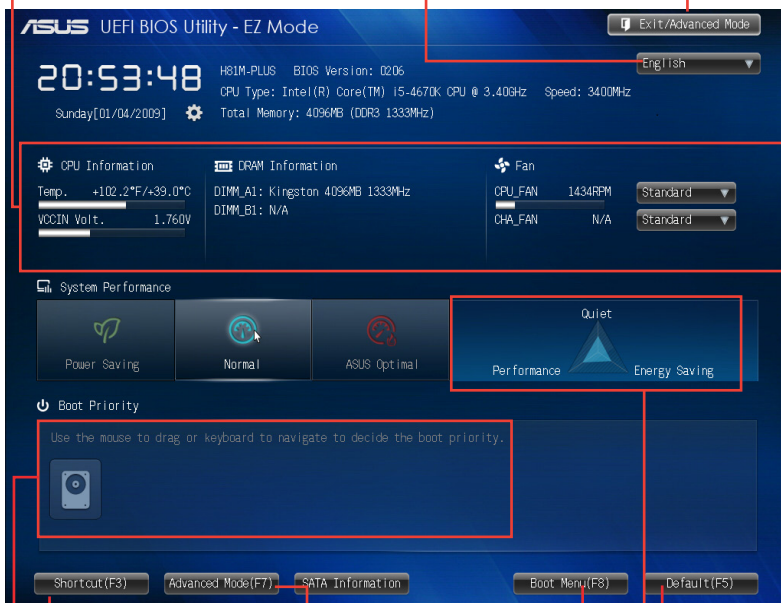 ASUS UEFI BIOS Utility - EZ Mode
Exit/Advanced Mode
English
20:53:48
Sunday[01/04/2009]
H81M-PLUS BIOS Version: 0206
CPU Type: Intel(R) Core(TM) i5-4670K CPU @ 3.40GHz Speed: 3400MHz
Total Memory: 4096MB (DDR3 1333MHz)
CPU Information
Temp. +102.2°F/+39.0°C
VCCIN Volt. 1.760V
DRAM Information
DIMM_A1: Kingston 4096MB 1333MHz
DIMM_B1: N/A
Fan
CPU_FAN 1434RPM Standard
CHA_FAN N/A Standard
System Performance
Power Saving
Normal
ASUS Optimal
Quiet
Performance
Energy Saving
Boot Priority
Use the mouse to drag or keyboard to navigate to decide the boot priority.
Shortcut(F3)
Advanced Mode(F7)
SATA Information
Boot Menu(F8)
Default(F5)